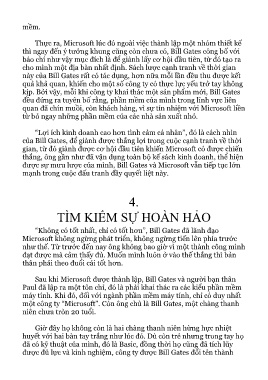 mềm.
Thực ra, Microsoft lúc đó ngoài việc thành lập một nhóm thiết kế
thì ngay đến ý tưởng khung cũng còn chưa có, Bill Gates công bố với
báo chí như vậy mục đích là để giành lấy cơ hội đầu tiên, từ đó tạo ra
cho mình một địa bàn nhất định. Sách lược cạnh tranh về thời gian
này của Bill Gates rất có tác dụng, hơn nữa mỗi lần đều thu được kết
quả khả quan, khiến cho một số công ty có thực lực yếu trở tay không
kịp. Bởi vậy, mỗi khi công ty khai thác một sản phẩm mới, Bill Gates
đều đứng ra tuyên bố rằng, phần mềm của mình trong lĩnh vực liên
quan đã chín muồi, còn khách hàng, vì sự tín nhiệm với Microsoft liền
từ bỏ ngay những phần mềm của các nhà sản xuất nhỏ.
“Lợi ích kinh doanh cao hơn tình cảm cá nhân”, đó là cách nhìn
của Bill Gates, để giành được thắng lợi trong cuộc cạnh tranh về thời
gian, từ đó giành được cơ hội đầu tiên khiến Microsoft có được chiến
thắng, ông gần như đã vận dụng toàn bộ kế sách kinh doanh, thể hiện
được sự mưu lược của mình. Bill Gates và Microsoft vẫn tiếp tục lớn
mạnh trong cuộc tranh đấu đầy quyết liệt này.
4.
TÌM KIẾM SỰ HOÀN HẢO
“Không có tốt nhất, chỉ có tốt hơn”, Bill Gates đã lãnh đạo
Microsoft không ngừng phát triển, không ngừng tiến lên phía trước
như thế. Từ trước đến nay ông không bao giờ vì một thành công mình
đạt được mà cảm thấy đủ. Muốn mình luôn ở vào thế thắng thì bản
thân phải theo đuổi cái tốt hơn.
Sau khi Microsoft được thành lập, Bill Gates và người bạn thân
Paul đã lập ra một tôn chỉ, đó là phải khai thác ra các kiểu phần mềm
máy tính. Khi đó, đối với ngành phần mềm máy tính, chỉ có duy nhất
một công ty “Microsoft”. Còn ông chủ là Bill Gates, một chàng thanh
niên chưa tròn 20 tuổi.
Giờ đây họ không còn là hai chàng thanh niên hừng hực nhiệt
huyết với hai bàn tay trắng như lúc đó. Dù còn trẻ nhưng trong tay họ
đã có kỹ thuật của mình, đó là Basic, đồng thời họ cũng đã tích lũy
được đủ lực và kinh nghiệm, công ty được Bill Gates đổi tên thành